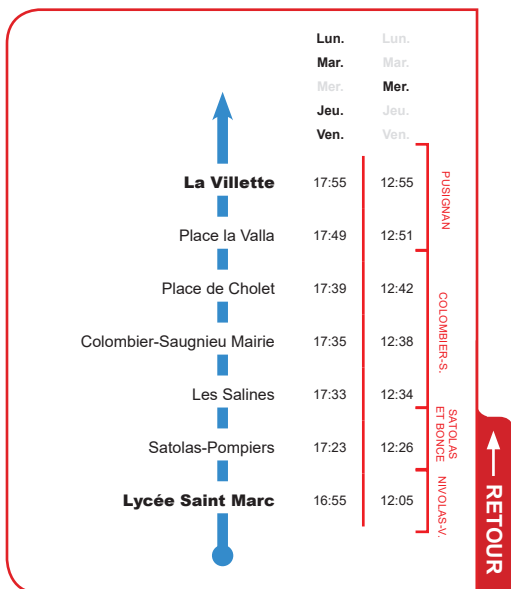 Lun. Lun.
Mar. Mar.
Mer. Mer.
Jeu. Jeu.
Ven. Ven.
La Villette 17:55 12:55
Place la Valla 17:49 12:51
Place de Cholet 17:39 12:42
Colombier-Saugnieu Mairie 17:35 12:38
Les Salines 17:33 12:34
Satolas-Pompiers 17:23 12:26
Lycée Saint Marc 16:55 12:05
PUSIGNAN
COLOMBIER-S.
SATOLAS
ET BONCE
NIVOLAS-V.
RETOUR